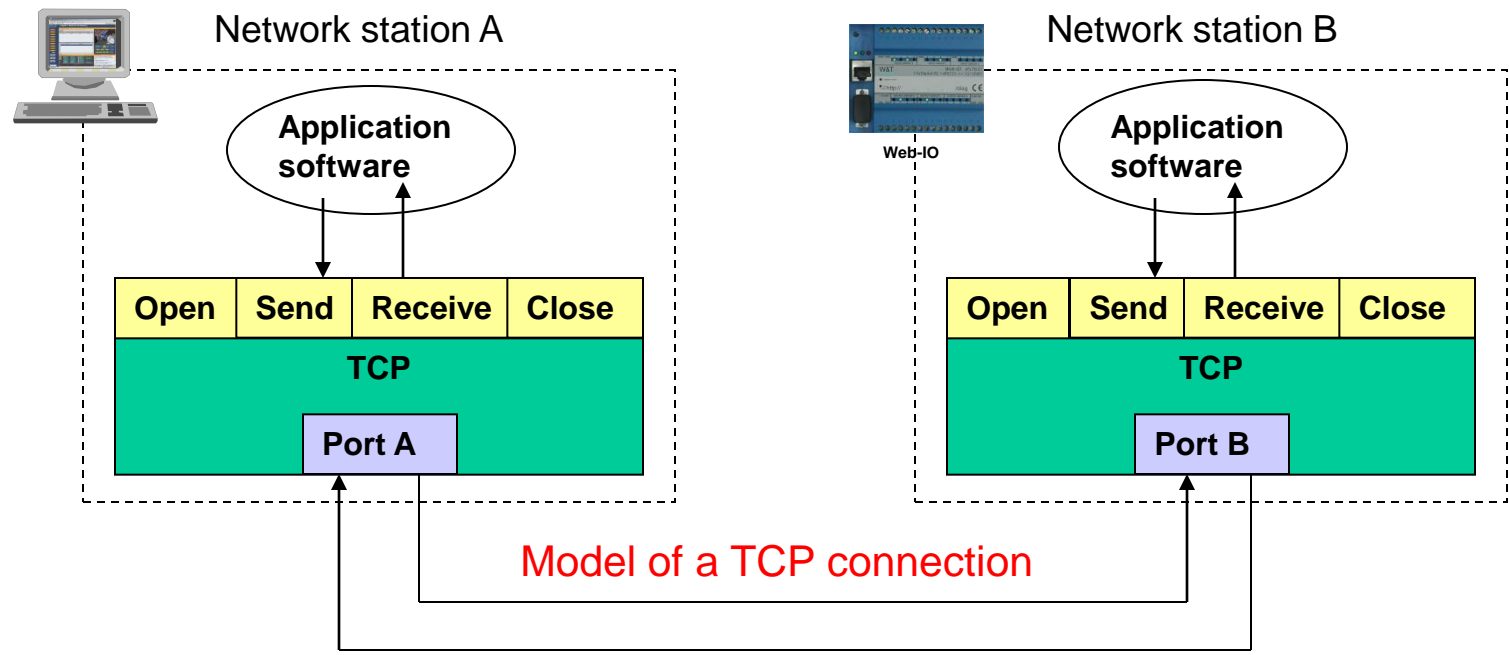 Network station A
Network station B
Application
software
Open
Send
Receive
Close
TCP
Port A
W&T
Web-IO
Application
software
Open
Send
Receive
Close
TCP
Port B
Model of a TCP connection